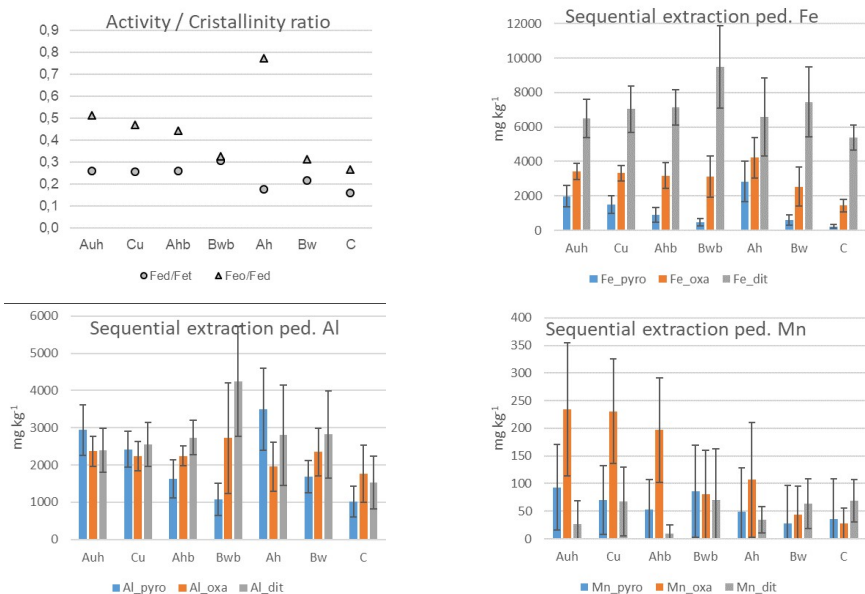 Activity / Cristallinity ratio
0,9
0,8
0,7
0,6
0,5
0,4
0,3
0,2
0,1
0,0
Auh Cu Ahb Bwb Ah Bw C
Fed/Fet Feo/Fed
Sequential extraction ped. Fe
mg kg-1
12000
10000
8000
6000
4000
2000
0
Auh Cu Ahb Bwb Ah Bw C
Fe_pyro Fe_oxa Fe_dit
Sequential extraction ped. Al
mg kg-1
6000
5000
4000
3000
2000
1000
0
Auh Cu Ahb Bwb Ah Bw C
Al_pyro Al_oxa Al_dit
Sequential extraction ped. Mn
mg kg-1
400
350
300
250
200
150
100
50
0
Auh Cu Ahb Bwb Ah Bw C
Mn_pyro Mn_oxa Mn_dit